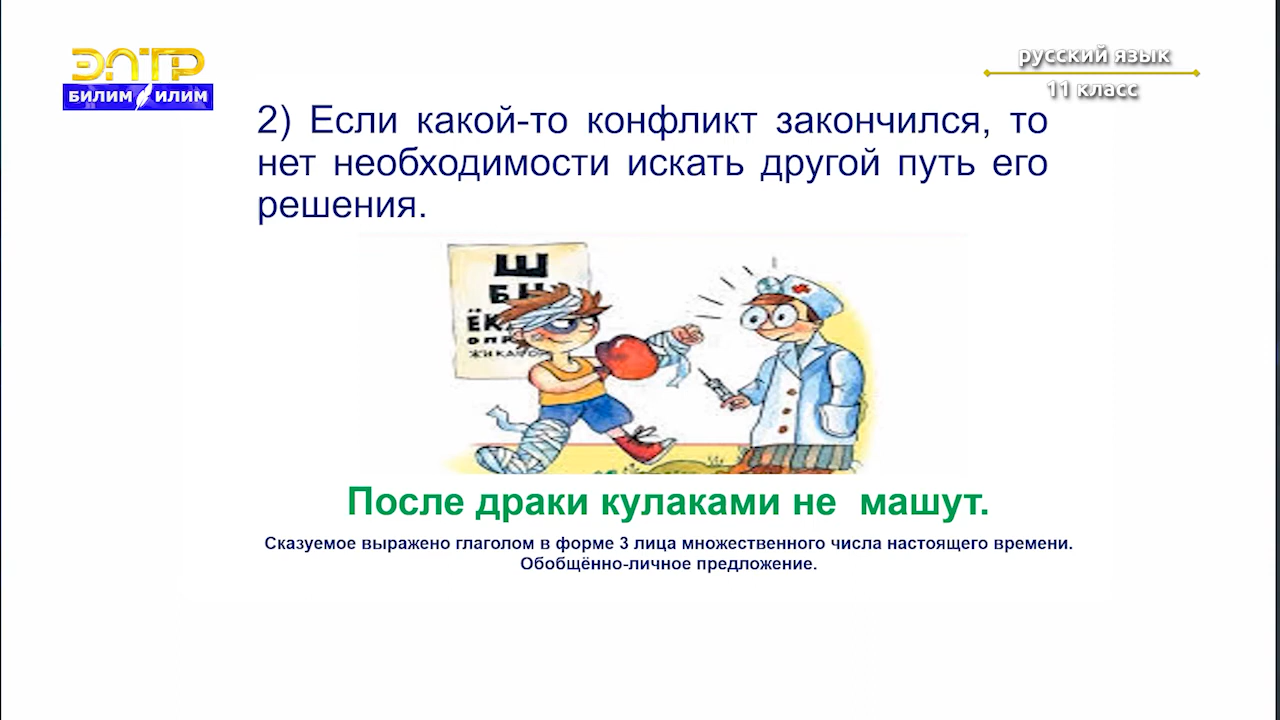 ЭЛТР
БИЛИМ ИЛИМ
русский язык
11 класс
2) Если какой-то конфликт закончился, то
нет необходимости искать другой путь его
решения.
Ш
Б
ЁК
ОПР
После драки кулаками не машут.
Сказуемое выражено глаголом в форме 3 лица множественного числа настоящего времени.
Обобщённо-личное предложение.